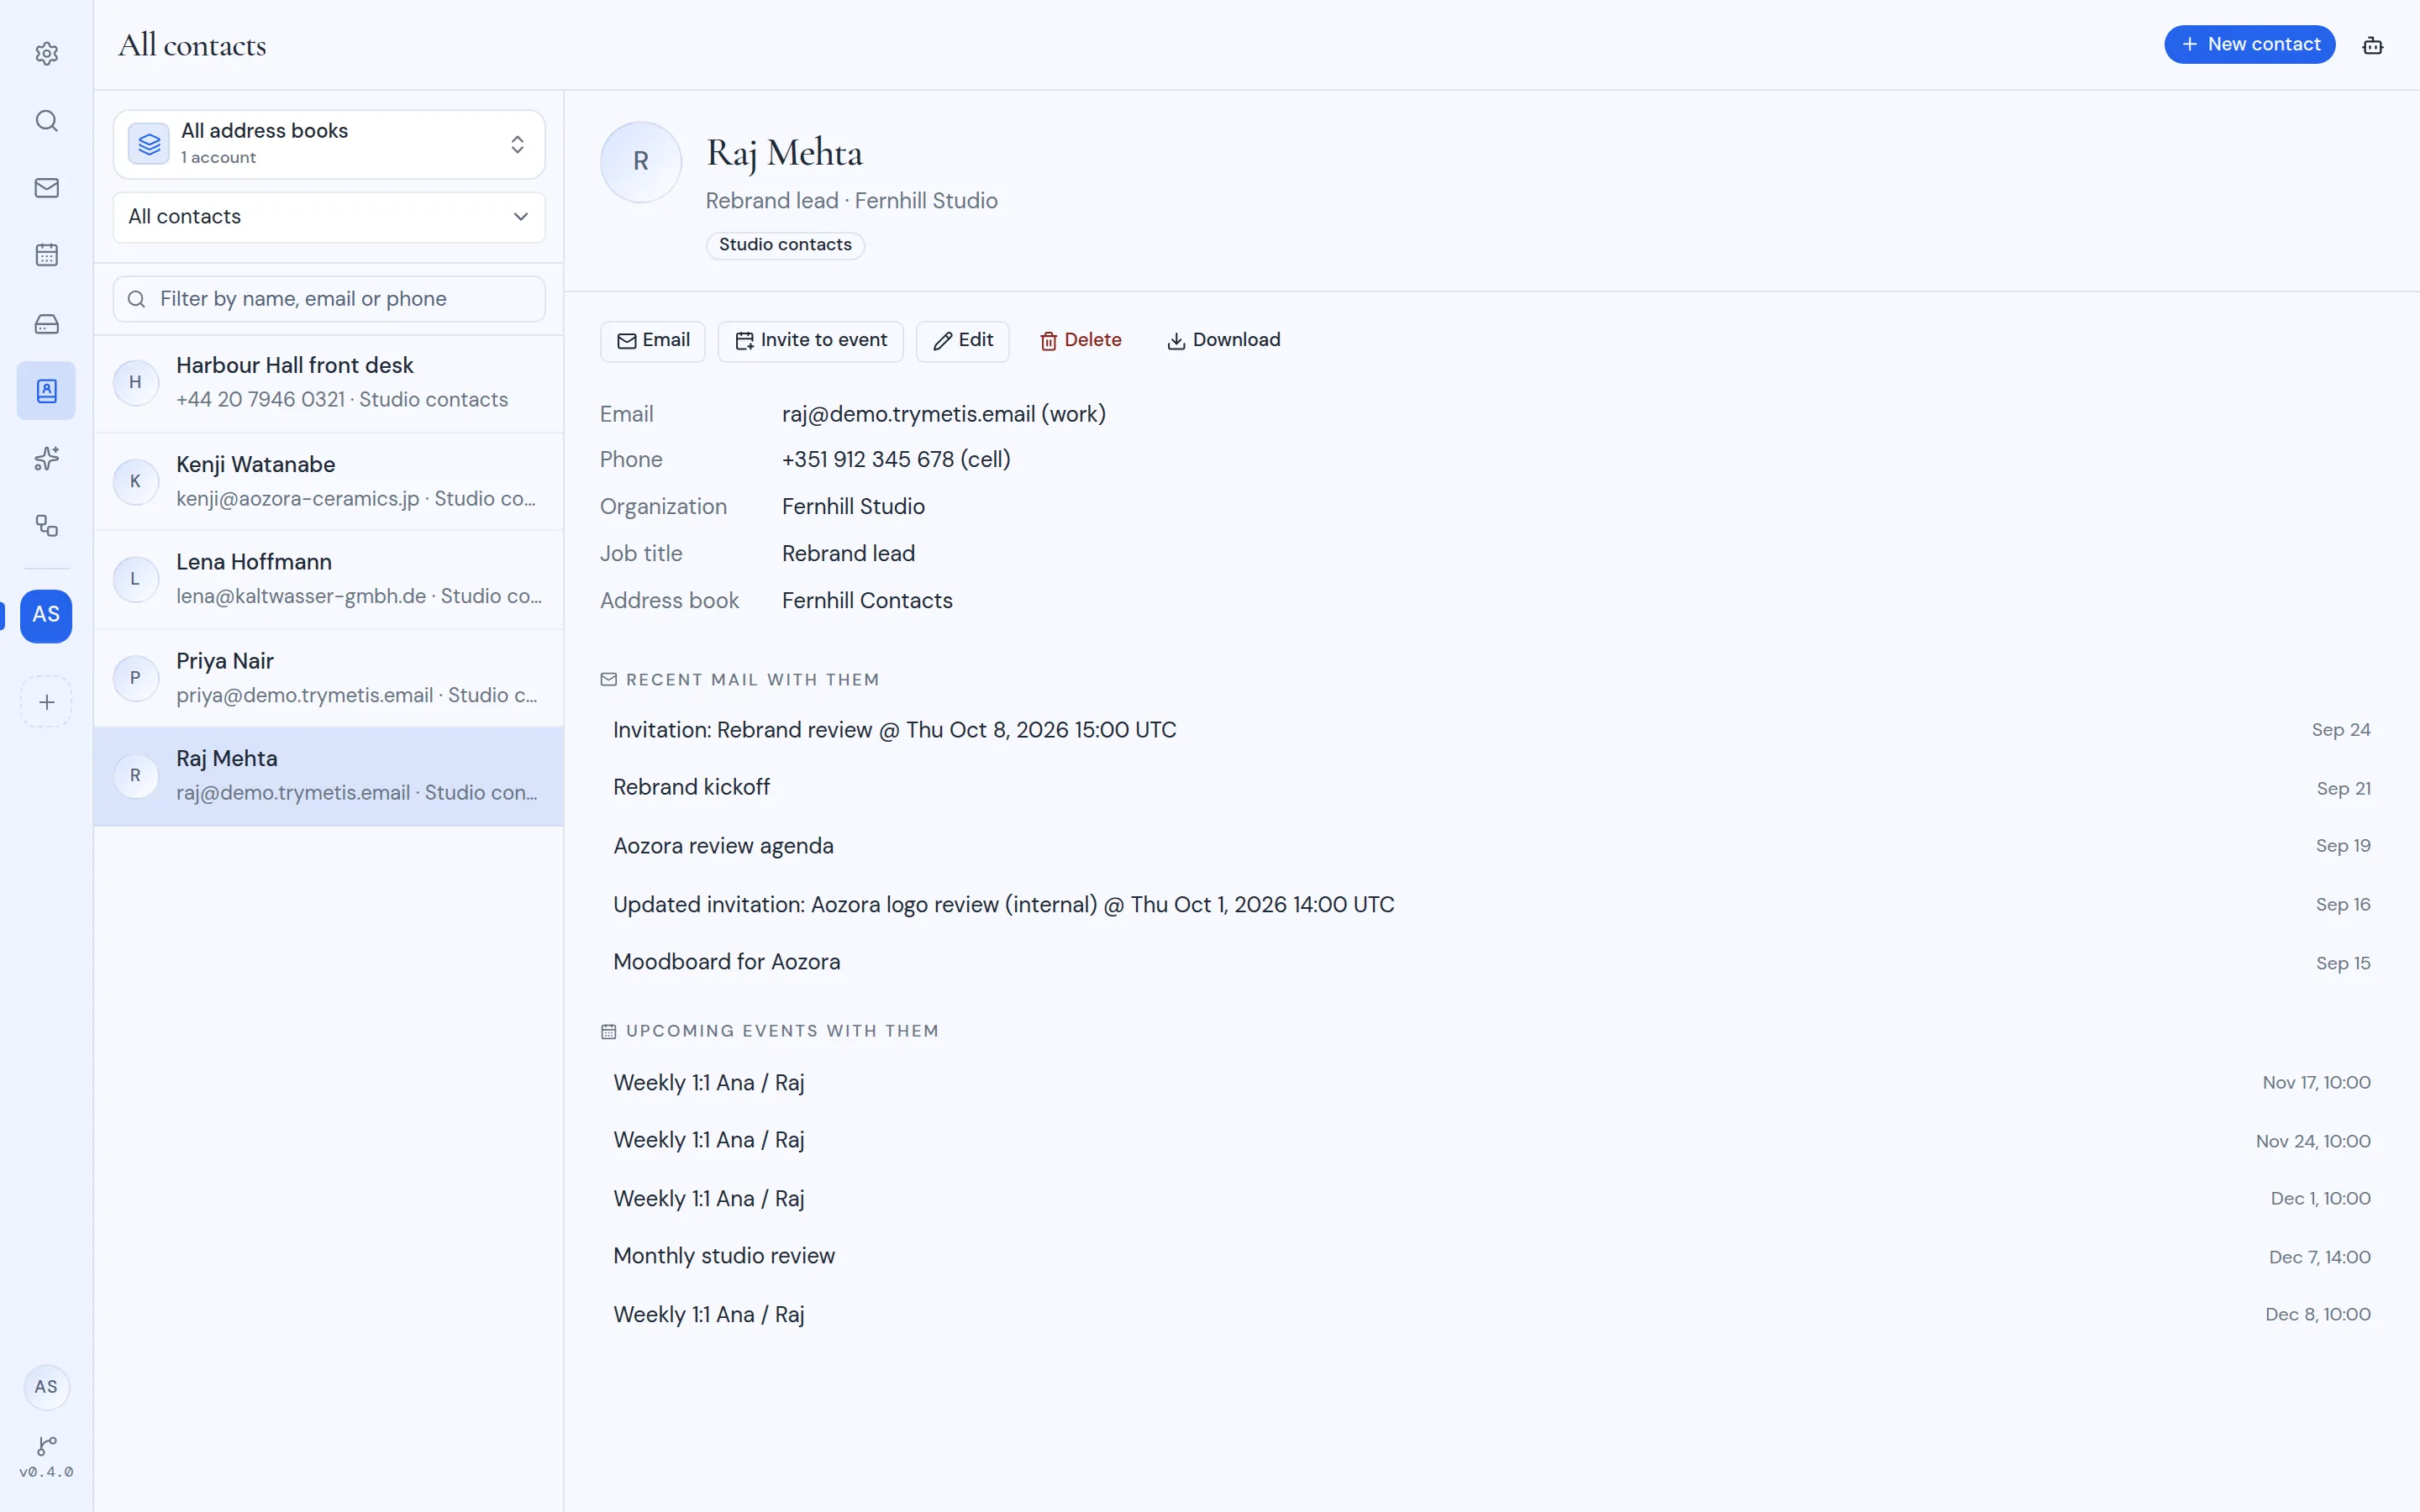 All contacts
New contact
All address books
1 account
All contacts
Filter by name, email or phone
H
Harbour Hall front desk
+44 20 7946 0321 · Studio contacts
K
Kenji Watanabe
kenji@aozora-ceramics.jp · Studio co...
L
Lena Hoffmann
lena@kaltwasser-gmbh.de · Studio co...
P
Priya Nair
priya@demo.trymetis.email · Studio c...
R
Raj Mehta
raj@demo.trymetis.email · Studio con...
AS
AS
v0.4.0
R
Raj Mehta
Rebrand lead · Fernhill Studio
Studio contacts
Email
Invite to event
Edit
Delete
Download
Email raj@demo.trymetis.email (work)
Phone +351 912 345 678 (cell)
Organization Fernhill Studio
Job title Rebrand lead
Address book Fernhill Contacts
RECENT MAIL WITH THEM
Invitation: Rebrand review @ Thu Oct 8, 2026 15:00 UTC Sep 24
Rebrand kickoff Sep 21
Aozora review agenda Sep 19
Updated invitation: Aozora logo review (internal) @ Thu Oct 1, 2026 14:00 UTC Sep 16
Moodboard for Aozora Sep 15
UPCOMING EVENTS WITH THEM
Weekly 1:1 Ana / Raj Nov 17, 10:00
Weekly 1:1 Ana / Raj Nov 24, 10:00
Weekly 1:1 Ana / Raj Dec 1, 10:00
Monthly studio review Dec 7, 14:00
Weekly 1:1 Ana / Raj Dec 8, 10:00